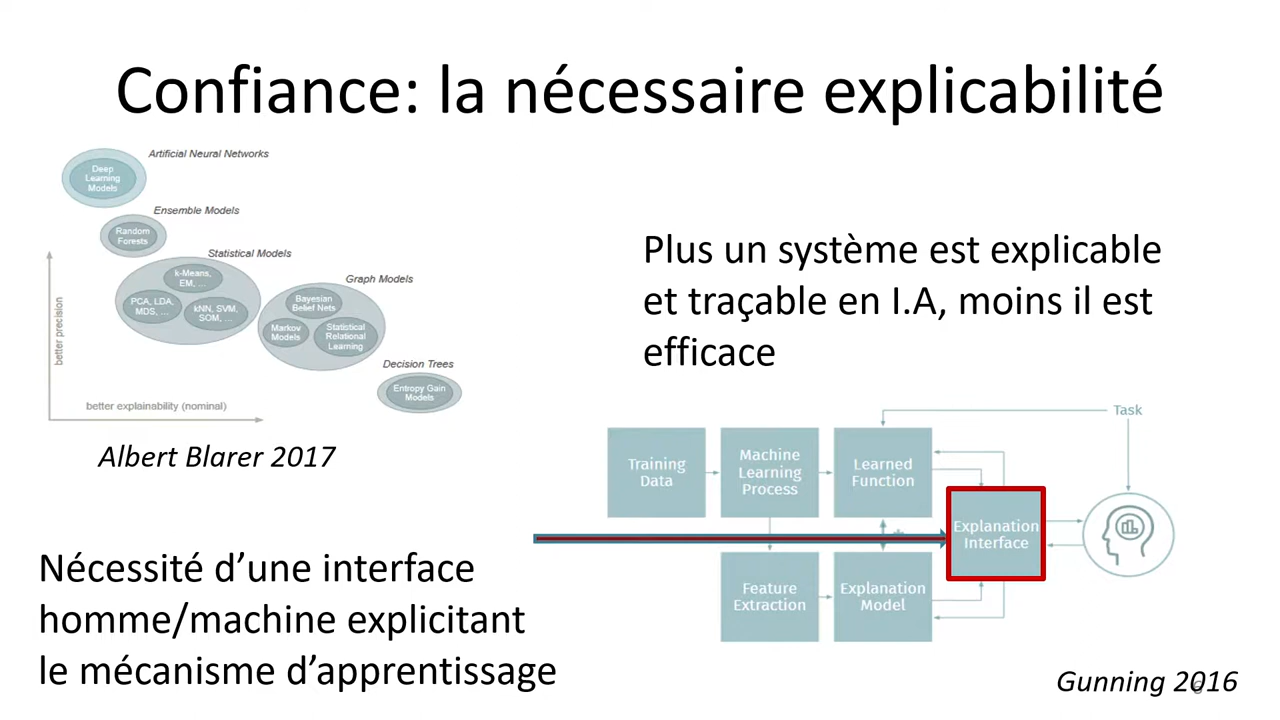 Confiance: la nécessaire explicabilité
Artificial Neural Networks
Deep
Learning
Models
Ensemble Models
Random
Forests
Statistical Models
k-Means,
EM, ...
PCA, LDA,
MDS, ...
kNN, SVM,
SOM, ...
Graph Models
Bayesian
Belief Nets
Markov
Models
Statistical
Relational
Learning
Decision Trees
Entropy Gain
Models
better precision
better explainability (nominal)
Albert Blarer 2017
Plus un système est explicable
et traçable en I.A, moins il est
efficace
Task
Training
Data
Machine
Learning
Process
Learned
Function
Explanation
Interface
Feature
Extraction
Explanation
Model
Nécessité d’une interface
homme/machine explicitant
le mécanisme d’apprentissage
Gunning 2016
6